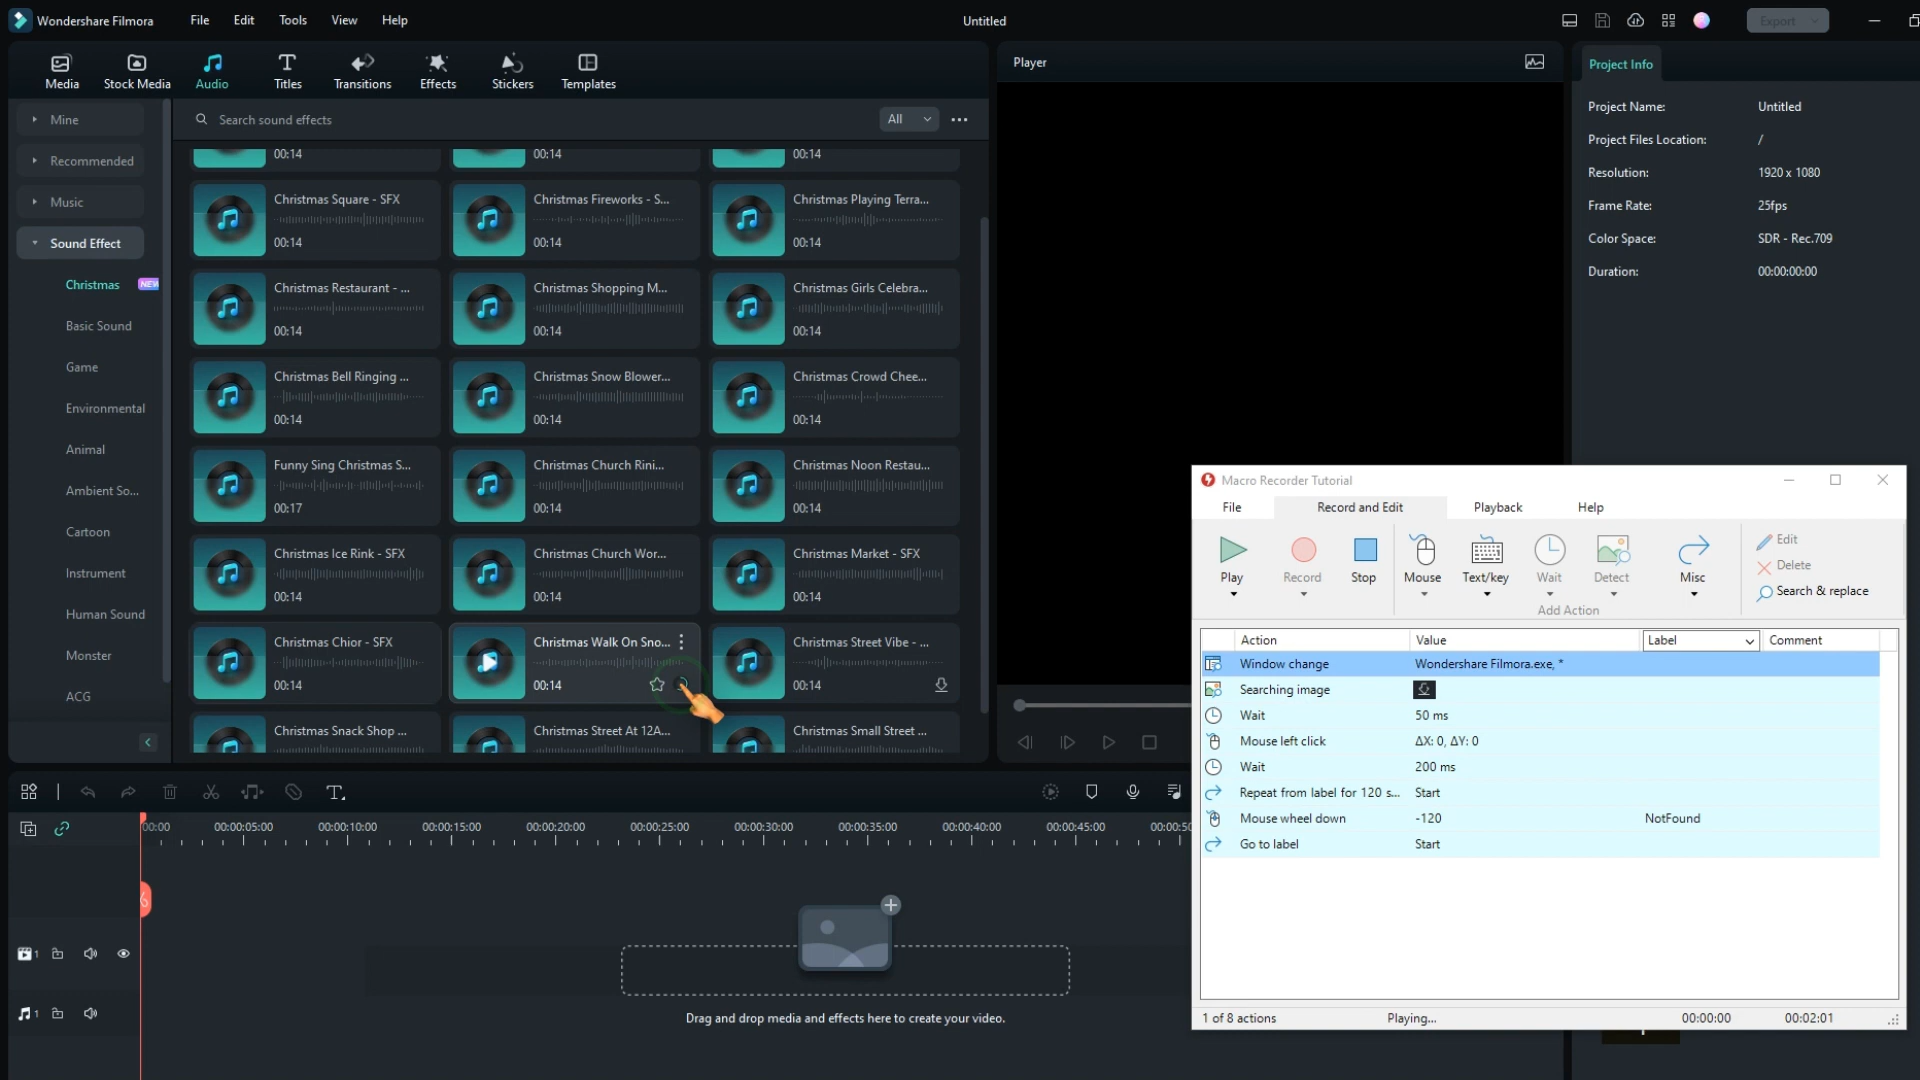 Wondershare Filmora
File
Edit
Tools
View
Help
Untitled
Export
Media
Stock Media
Audio
Titles
Transitions
Effects
Stickers
Templates
Player
Project Info
Mine
Recommended
Music
Sound Effect
Christmas
NEW
Basic Sound
Game
Environmental
Animal
Ambient So...
Cartoon
Instrument
Human Sound
Monster
ACG
Search sound effects
All
00:14
00:14
00:14
Christmas Square - SFX
00:14
Christmas Fireworks - S...
00:14
Christmas Playing Terra...
00:14
Christmas Restaurant - ...
00:14
Christmas Shopping M...
00:14
Christmas Girls Celebra...
00:14
Christmas Bell Ringing ...
00:14
Christmas Snow Blower...
00:14
Christmas Crowd Chee...
00:14
Funny Sing Christmas S...
00:17
Christmas Church Rini...
00:14
Christmas Noon Restau...
00:14
Christmas Ice Rink - SFX
00:14
Christmas Church Wor...
00:14
Christmas Market - SFX
00:14
Christmas Chior - SFX
00:14
Christmas Walk On Sno...
00:14
Christmas Street Vibe - ...
00:14
Christmas Snack Shop ...
Christmas Street At 12A...
Christmas Small Street ...
Project Name: Untitled
Project Files Location: /
Resolution: 1920 x 1080
Frame Rate: 25fps
Color Space: SDR - Rec.709
Duration: 00:00:00:00
Macro Recorder Tutorial
File
Record and Edit
Playback
Help
Play
Record
Stop
Mouse
Text/key
Wait
Detect
Misc
Add Action
Edit
Delete
Search & replace
Action Value Label Comment
Window change Wondershare Filmora.exe, *
Searching image
Wait 50 ms
Mouse left click ΔX: 0, ΔY: 0
Wait 200 ms
Repeat from label for 120 s... Start
Mouse wheel down -120 NotFound
Go to label Start
1 of 8 actions
Playing...
00:00:00
00:02:01
00:00
00:00:05:00
00:00:10:00
00:00:15:00
00:00:20:00
00:00:25:00
00:00:30:00
00:00:35:00
00:00:40:00
00:00:45:00
00:00:50
1
1
Drag and drop media and effects here to create your video.